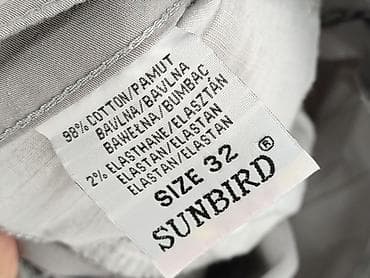 98% COTTON/PAMUT
BAVLNA/BAVLNA
BAWEŁNA/BUMBAC
2% ELASTHANE/ELASZTÁN
ELASTAN/ELASTAN
ELASTAN/ELASTAN
SIZE 32
SUNBIRD®